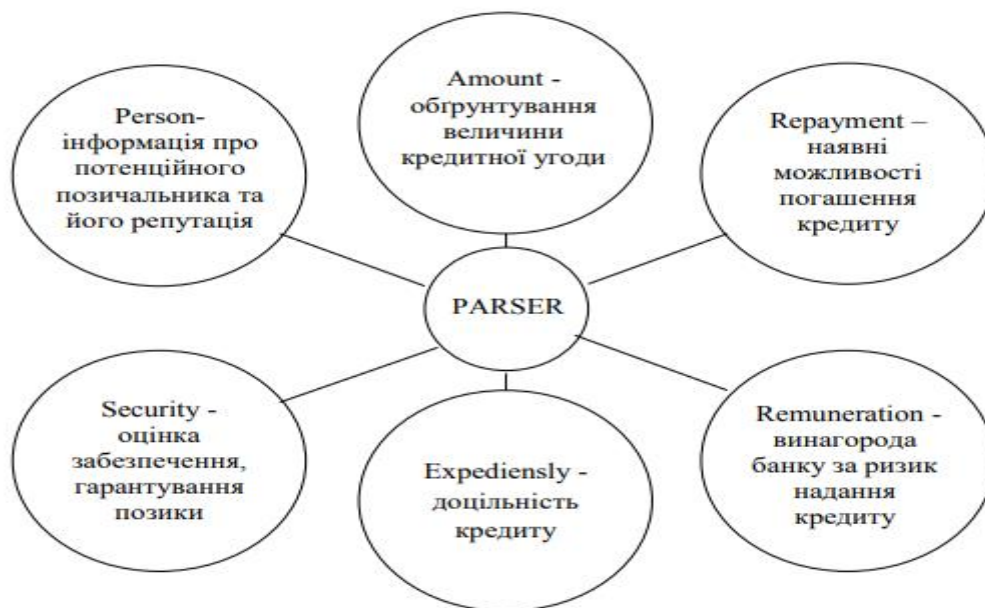 Person-
інформація про
потенційного
позичальника та
його репутація
Amount -
обґрунтування
величини
кредитної угоди
Repayment –
наявні
можливості
погашення
кредиту
PARSER
Security -
оцінка
забезпечення,
гарантування
позики
Expediensly -
доцільність
кредиту
Remuneration -
винагорода
банку за ризик
надання
кредиту